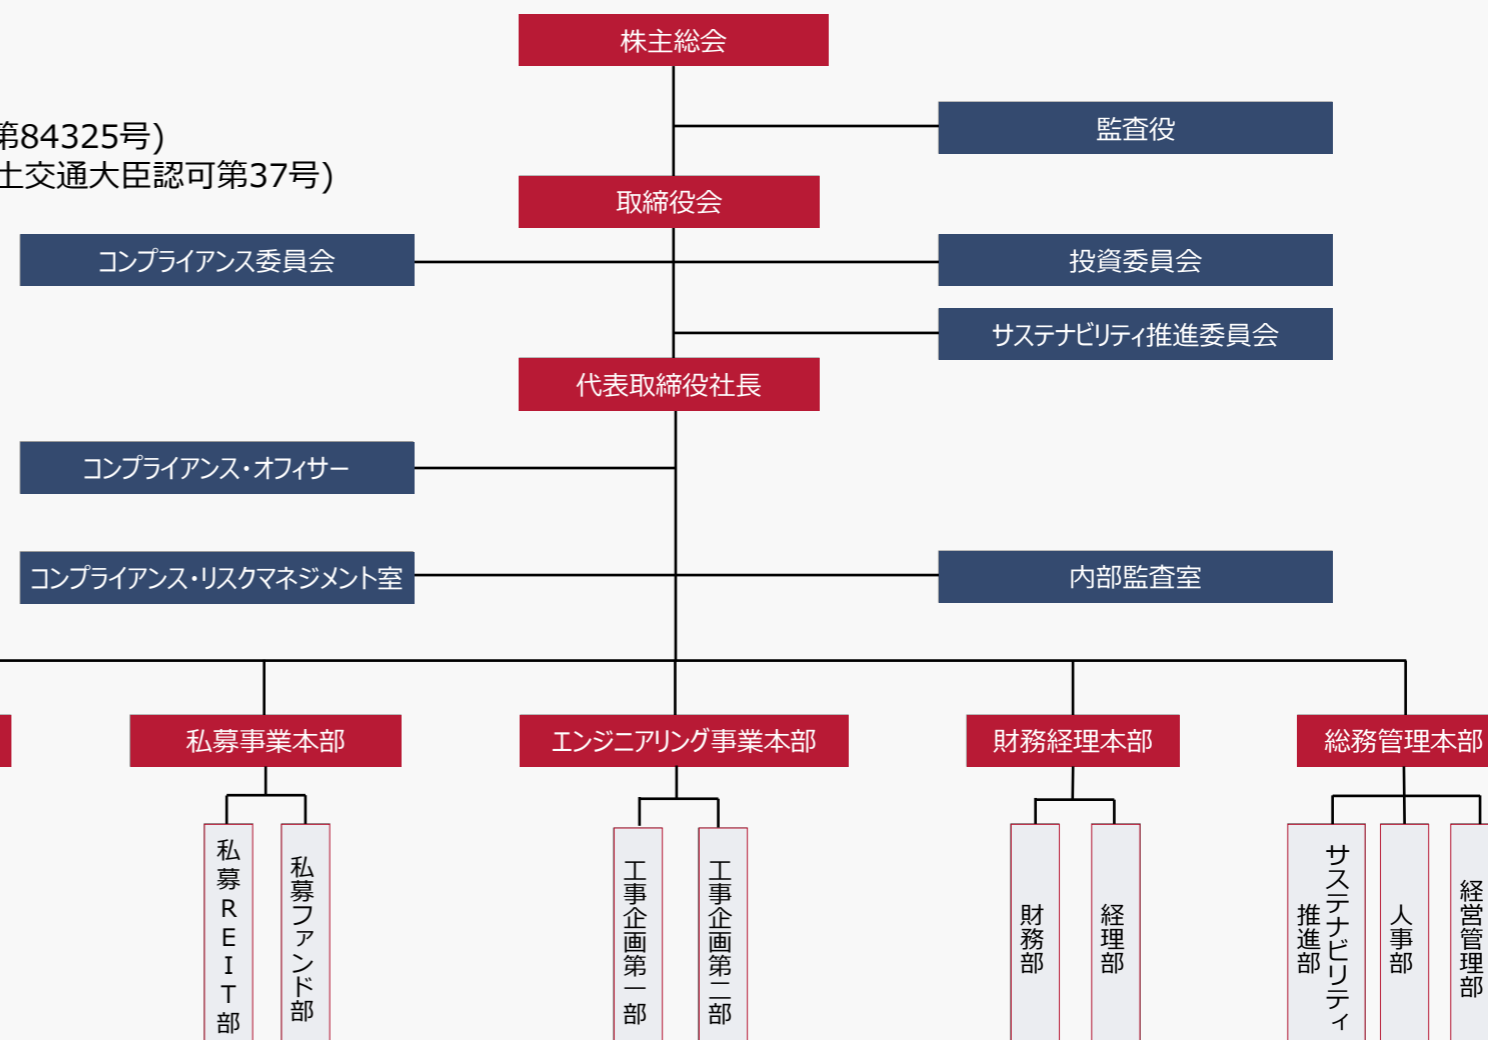 株主総会
第84325号)
土交通大臣認可第37号)
監査役
取締役会
コンプライアンス委員会
投資委員会
サステナビリティ推進委員会
代表取締役社長
コンプライアンス・オフィサー
コンプライアンス・リスクマネジメント室
内部監査室
私募事業本部
エンジニアリング事業本部
財務経理本部
総務管理本部
私募REIT部
私募ファンド部
工事企画第一部
工事企画第二部
財務部
経理部
サステナビリティ
推進部
人事部
経営管理部